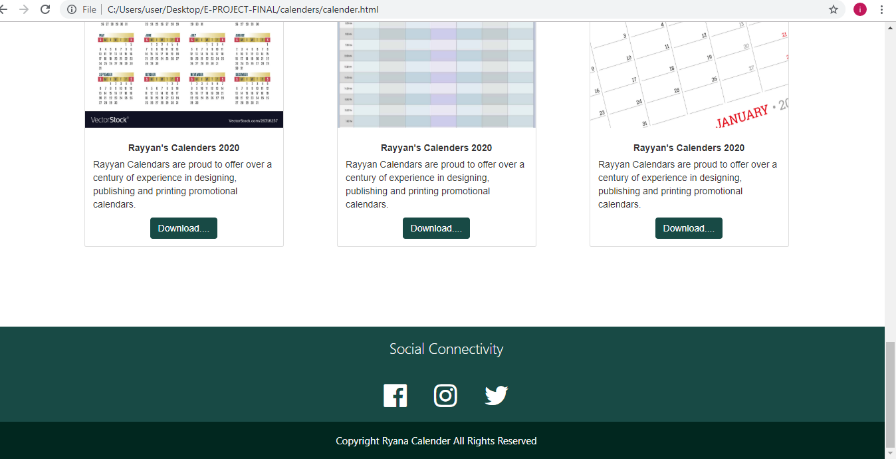 File
C:/Users/user/Desktop/E-PROJECT-FINAL/calenders/calender.html
i
VectorStock®
VectorStock.com/28706257
JANUARY • 20
Rayyan's Calenders 2020
Rayyan Calendars are proud to offer over a
century of experience in designing,
publishing and printing promotional
calendars.
Download....
Rayyan's Calenders 2020
Rayyan Calendars are proud to offer over a
century of experience in designing,
publishing and printing promotional
calendars.
Download....
Rayyan's Calenders 2020
Rayyan Calendars are proud to offer over a
century of experience in designing,
publishing and printing promotional
calendars.
Download....
Social Connectivity
Copyright Ryana Calender All Rights Reserved